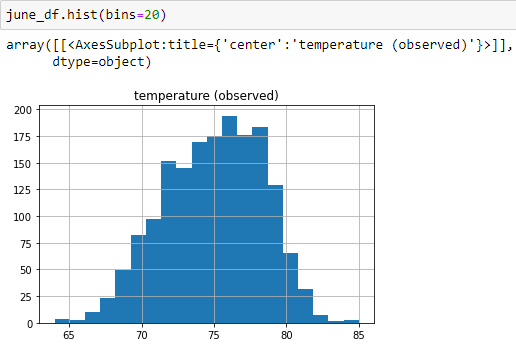 june_df.hist(bins=20)
array([[<AxesSubplot:title={'center':'temperature (observed)'}>]],
dtype=object)
temperature (observed)
200
175
150
125
100
75
50
25
0
65 70 75 80 85